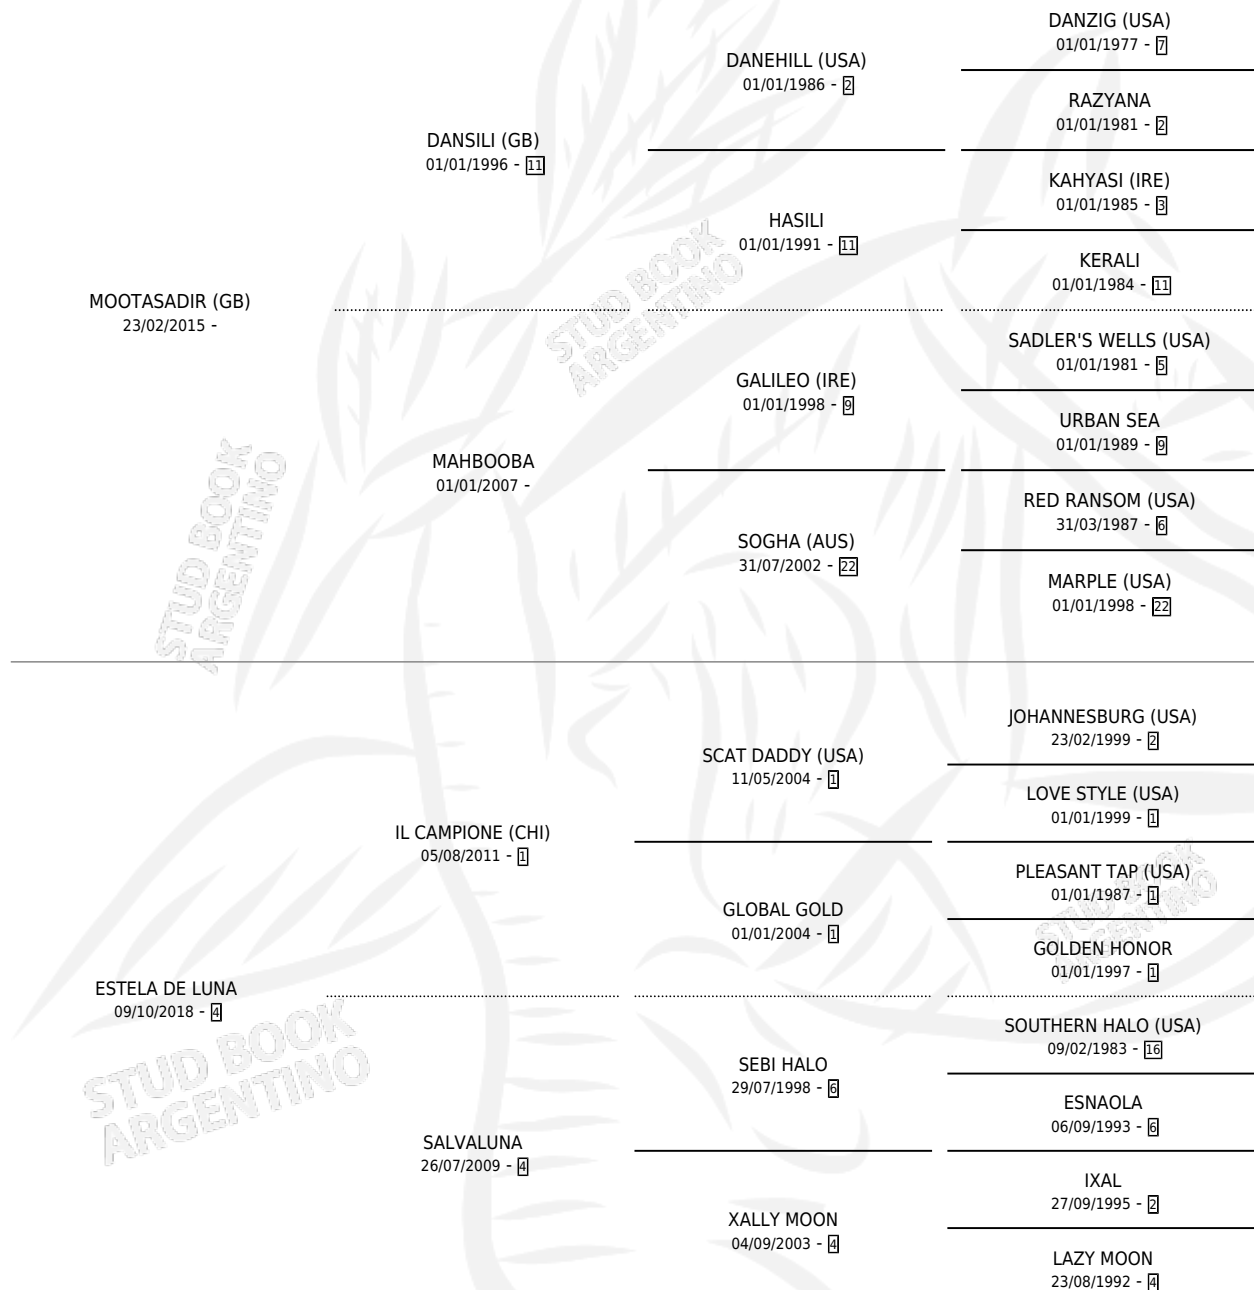 DANZIG (USA)
01/01/1977 - 7
DANEHILL (USA)
01/01/1986 - 2
RAZYANA
01/01/1981 - 2
DANSILI (GB)
01/01/1996 - 11
KAHYASI (IRE)
01/01/1985 - 3
HASILI
01/01/1991 - 11
KERALI
01/01/1984 - 11
MOOTASADIR (GB)
23/02/2015 -
SADLER'S WELLS (USA)
01/01/1981 - 5
GALILEO (IRE)
01/01/1998 - 9
URBAN SEA
01/01/1989 - 9
MAHBOOBA
01/01/2007 -
RED RANSOM (USA)
31/03/1987 - 6
SOGHA (AUS)
31/07/2002 - 22
MARPLE (USA)
01/01/1998 - 22
STUD BOOK
ARGENTINO
STUD BOOK
ARGENTINO
JOHANNESBURG (USA)
23/02/1999 - 2
SCAT DADDY (USA)
11/05/2004 - 1
LOVE STYLE (USA)
01/01/1999 - 1
IL CAMPIONE (CHI)
05/08/2011 - 1
PLEASANT TAP (USA)
01/01/1987 - 1
GLOBAL GOLD
01/01/2004 - 1
GOLDEN HONOR
01/01/1997 - 1
STUD BOOK
ARGENTINO
ESTELA DE LUNA
09/10/2018 - 4
SOUTHERN HALO (USA)
09/02/1983 - 16
SEBI HALO
29/07/1998 - 6
ESNAOLA
06/09/1993 - 6
STUD BOOK
ARGENTINO
SALVALUNA
26/07/2009 - 4
IXAL
27/09/1995 - 2
XALLY MOON
04/09/2003 - 4
LAZY MOON
23/08/1992 - 4